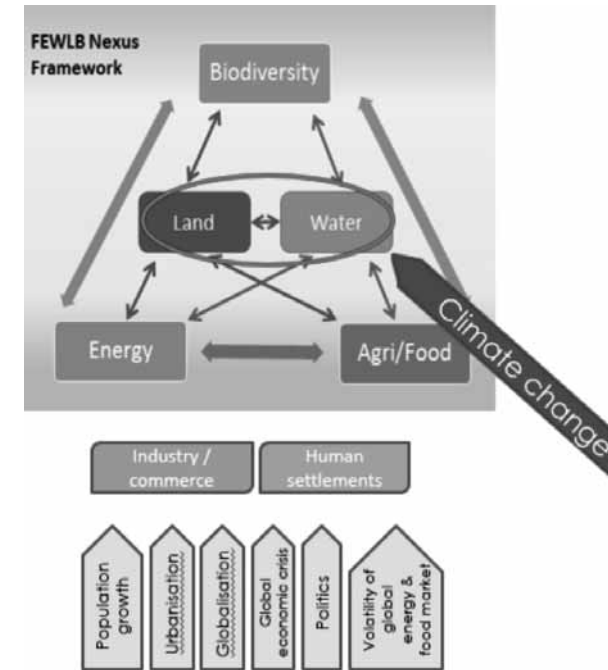 FEWLB Nexus
Framework
Biodiversity
Land
Water
Energy
Agri/Food
Climate change
Industry /
commerce
Human
settlements
Population
growth
Urbanisation
Globalisation
Global
economic crisis
Politics
Volatility of
global
energy &
food market